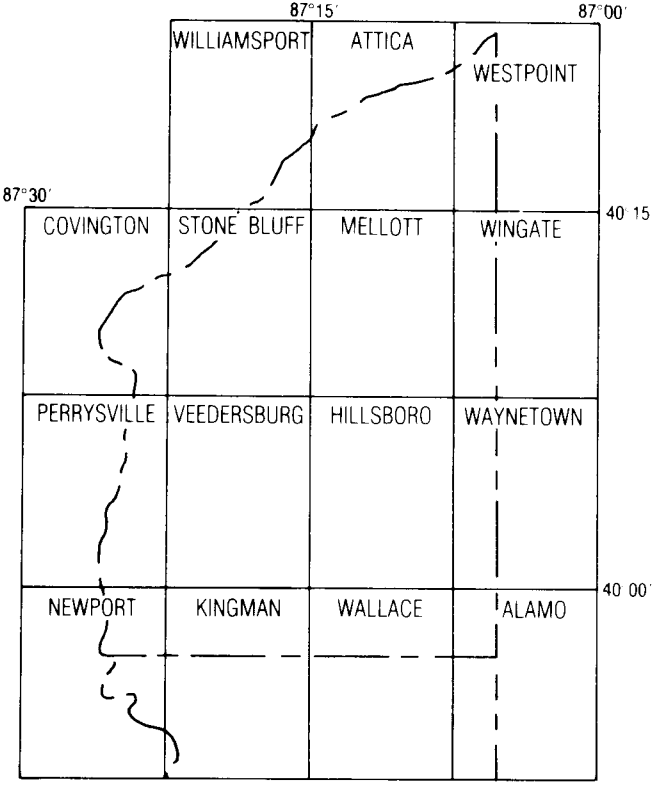 87°15′ 87°00′
WILLIAMSPORT ATTICA
WESTPOINT
87°30′
40°15
COVINGTON STONE BLUFF MELLOTT WINGATE
PERRYSVILLE VEEDERSBURG HILLSBORO WAYNETOWN
40°00′
NEWPORT KINGMAN WALLACE ALAMO